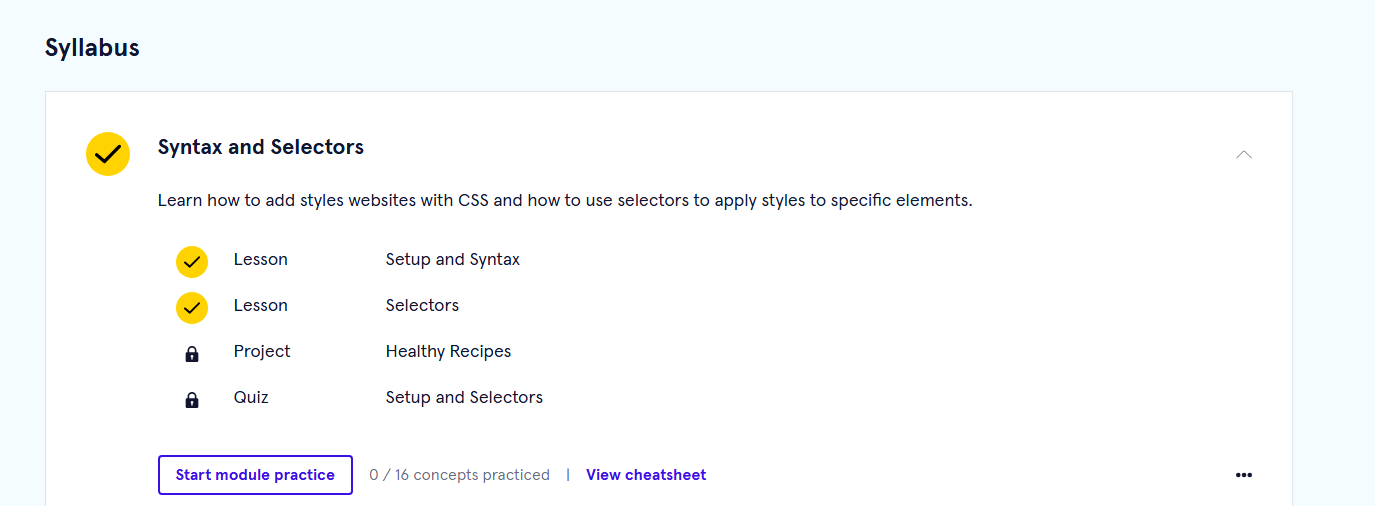 Syllabus
Syntax and Selectors
Learn how to add styles websites with CSS and how to use selectors to apply styles to specific elements.
Lesson Setup and Syntax
Lesson Selectors
Project Healthy Recipes
Quiz Setup and Selectors
Start module practice 0 / 16 concepts practiced | View cheatsheet